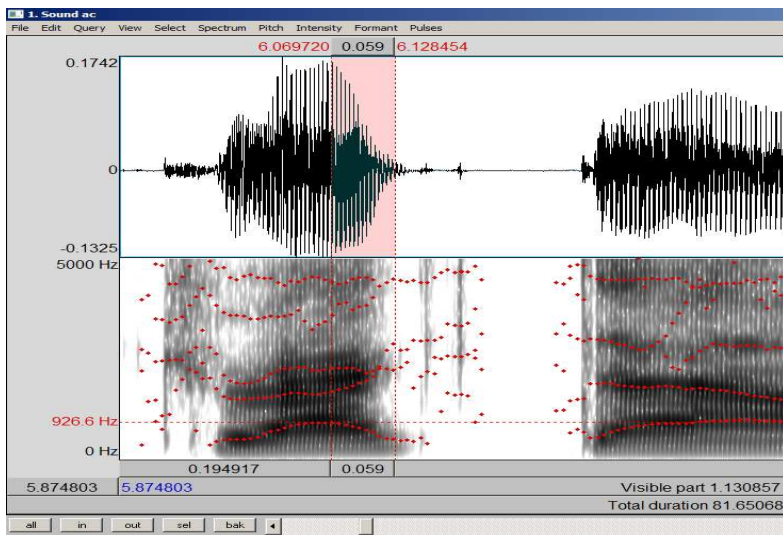 1. Sound ac
File Edit Query View Select Spectrum Pitch Intensity Formant Pulses
6.069720 0.059 6.128454
0.1742
0
-0.1325
5000 Hz
926.6 Hz
0 Hz
0.194917 0.059
5.874803 5.874803 Visible part 1.130857
Total duration 81.65068
all in out sel bak